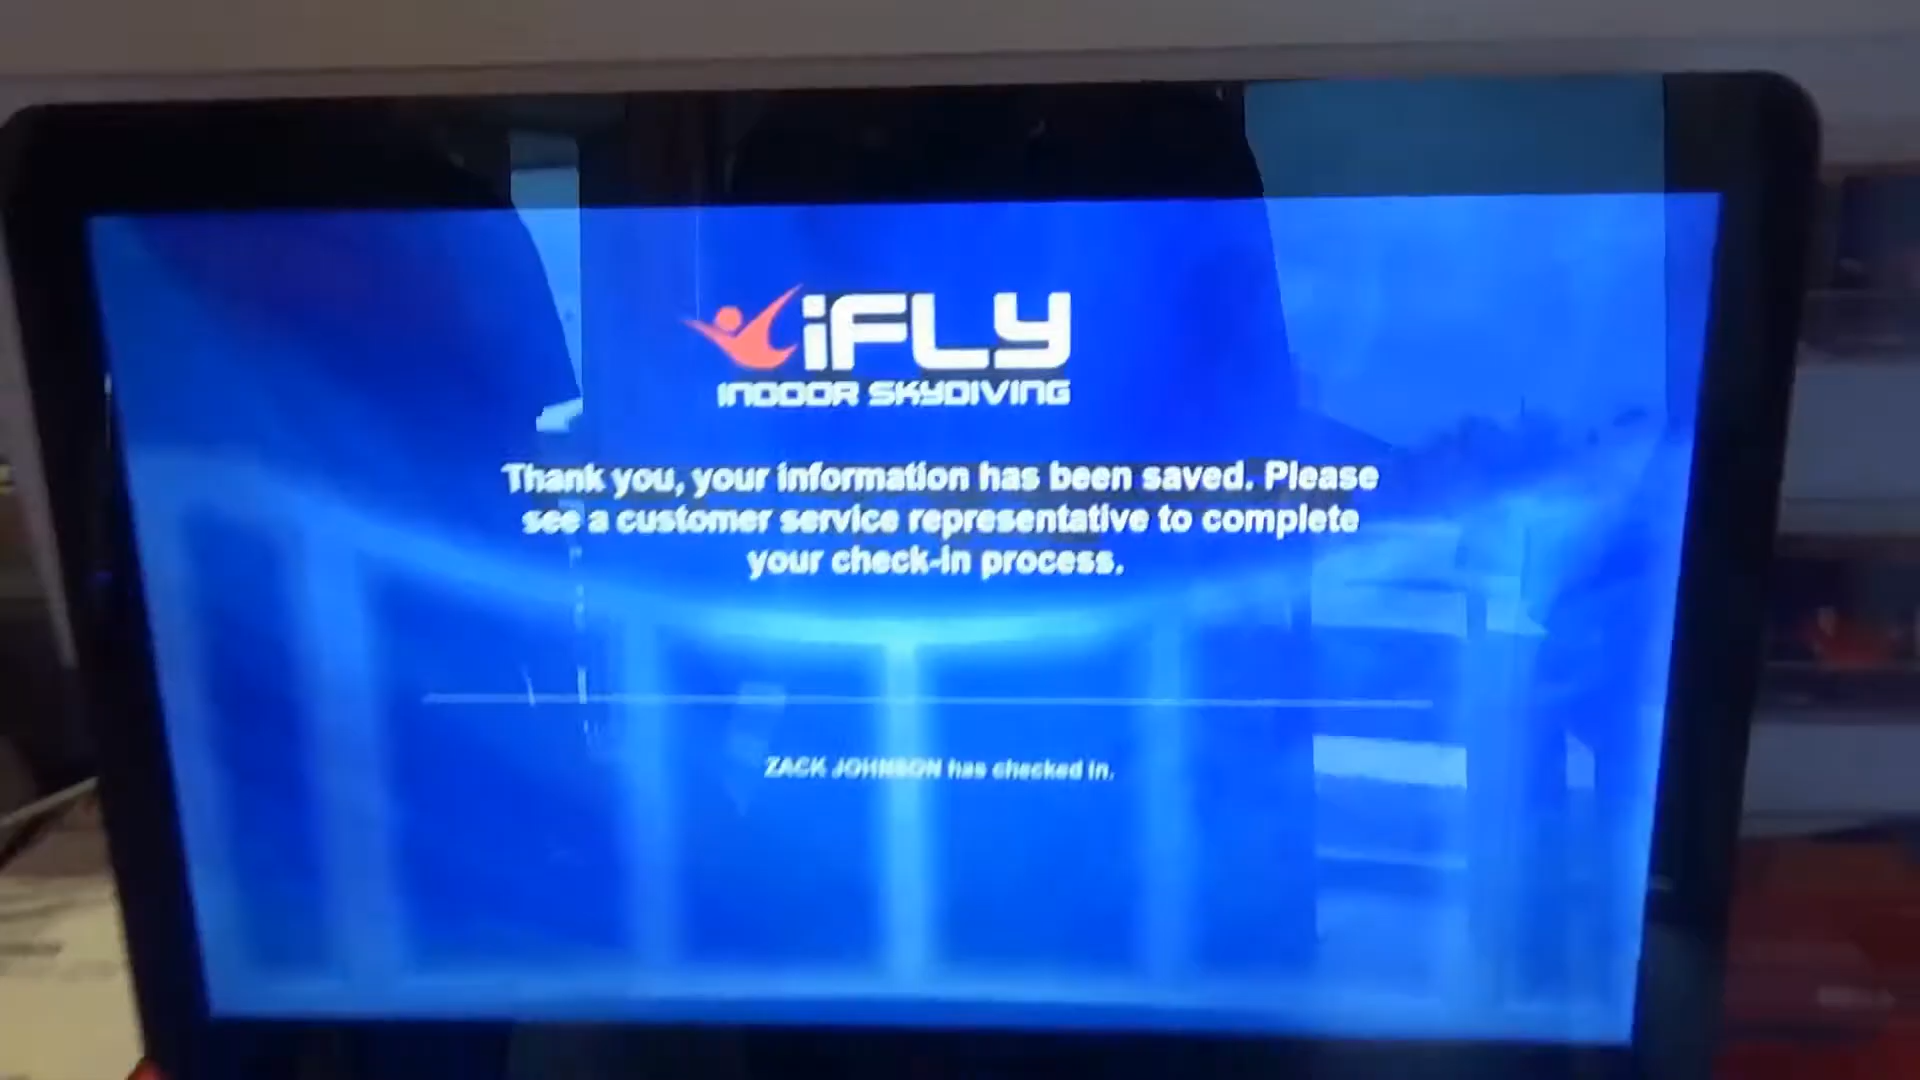 iFLY
INDOOR SKYDIVING
Thank you, your information has been saved. Please
see a customer service representative to complete
your check-in process.
ZACK JOHNSON has checked in.